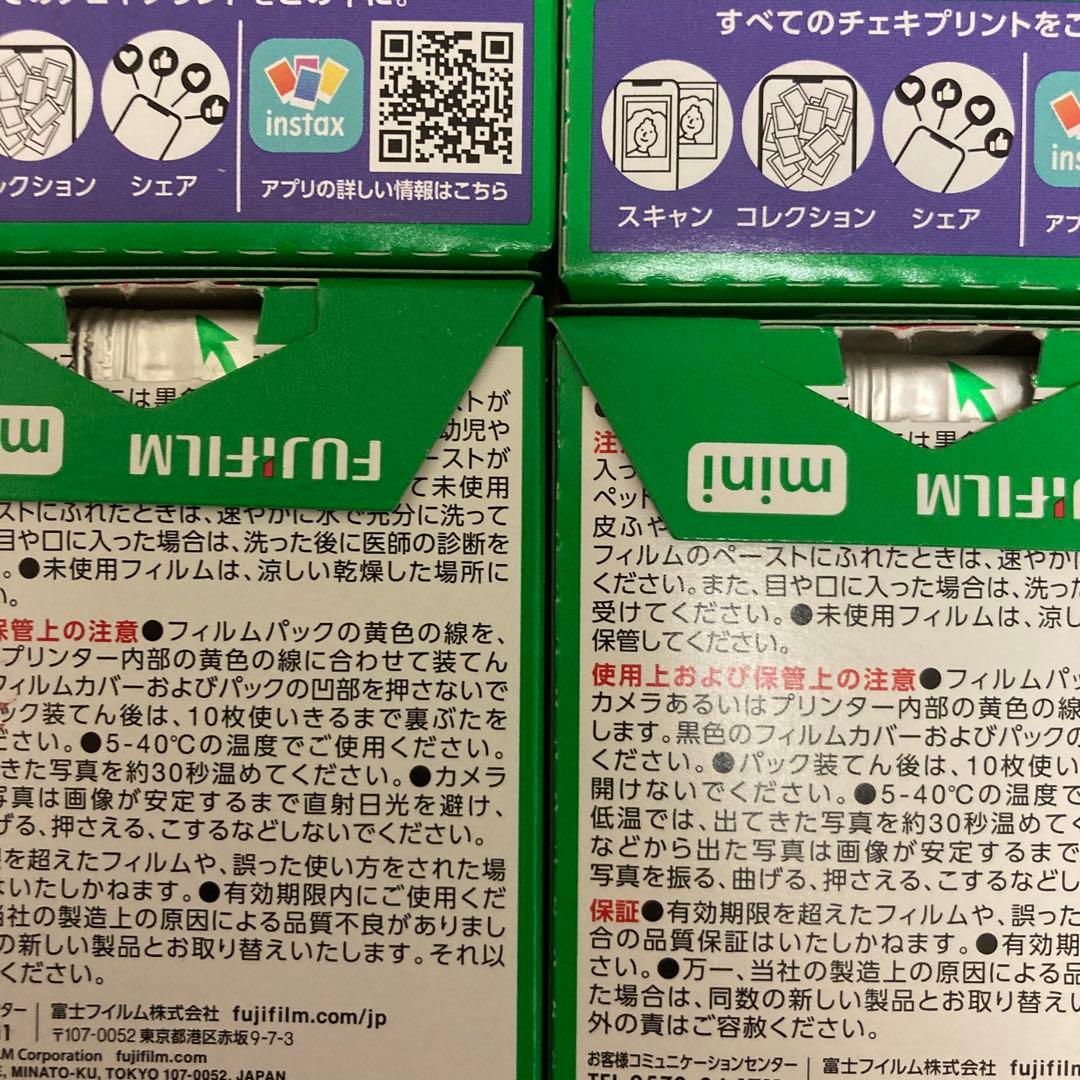 すべてのチェキプリントをこ
クション
シェア
instax
アプリの詳しい情報はこちら
スキャン
コレクション
シェア
FUJIFILM
幼児や
ーストが
て未使用
ストにふれたときは、速やかに水で充分に洗って
目や口に入った場合は、洗った後に医師の診断を
。●未使用フィルムは、涼しい乾燥した場所に
い。
保管上の注意●フィルムパックの黄色の線を、
プリンター内部の黄色の線に合わせて装てん
フィルムカバーおよびパックの凹部を押さないで
ック装てん後は、10枚使いきるまで裏ぶたを
ださい。●5-40℃の温度でご使用ください。
きた写真を約30秒温めてください。●カメラ
写真は画像が安定するまで直射日光を避け、
げる、押さえる、こするなどしないでください。
を超えたフィルムや、誤った使い方をされた場
はいたしかねます。●有効期限内にご使用くだ
当社の製造上の原因による品質不良がありまし
の新しい製品とお取り替えいたします。それ以
ください。
ター
富士フイルム株式会社 fujifilm.com/jp
〒107-0052 東京都港区赤坂9-7-3
LM Corporation fujifilm.com
E, MINATO-KU, TOKYO 107-0052, JAPAN
mini
FUJIFILM
注
入っ
ペット
皮ふや
フィルムのペーストにふれたときは、速やかに
ください。また、目や口に入った場合は、洗った
受けてください。●未使用フィルムは、涼し
保管してください。
使用上および保管上の注意●フィルムパッ
カメラあるいはプリンター内部の黄色の線
します。黒色のフィルムカバーおよびパックの
ください。●パック装てん後は、10枚使い
開けないでください。●5-40℃の温度で
低温では、出てきた写真を約30秒温めてく
などから出た写真は画像が安定するまで
写真を振る、曲げる、押さえる、こするなどし
保証●有効期限を超えたフィルムや、誤った
合の品質保証はいたしかねます。●有効期
さい。●万一、当社の製造上の原因による品
た場合は、同数の新しい製品とお取り替えい
外の責はご容赦ください。
お客様コミュニケーションセンター
富士フイルム株式会社 fujifilm